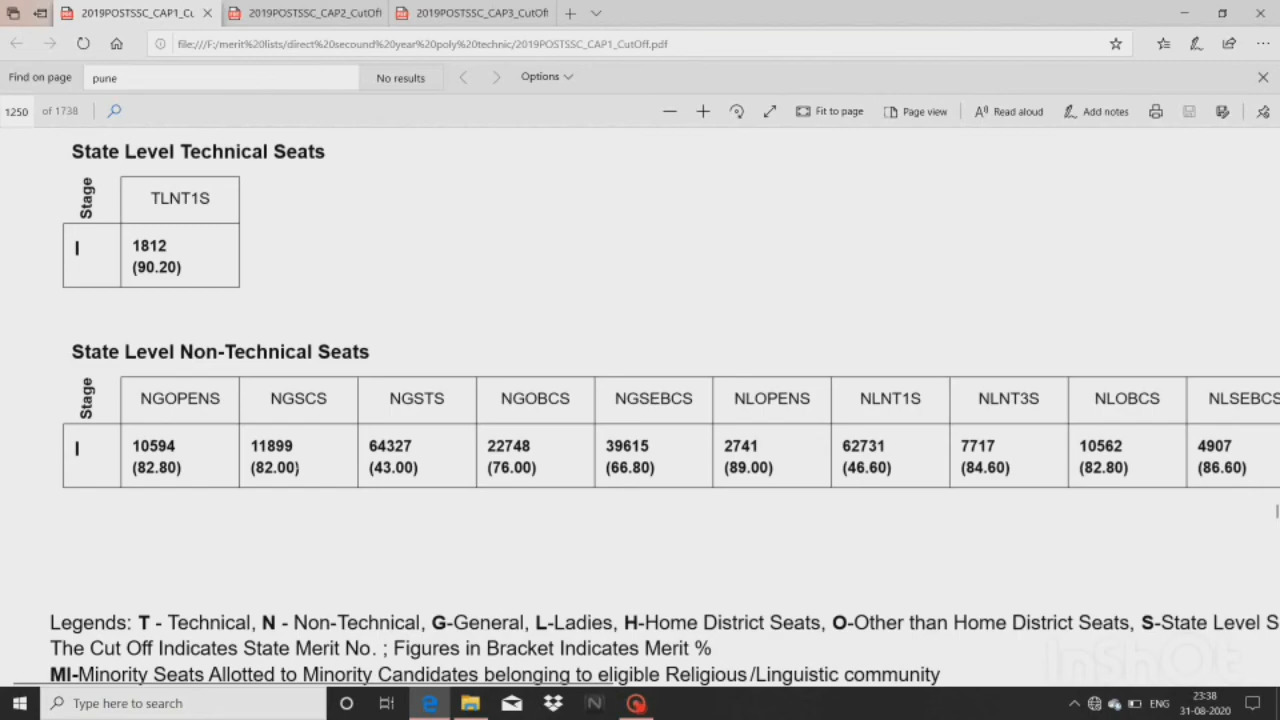 2019POSTSSC_CAP1_Cu 2019POSTSSC_CAP2_CutOff 2019POSTSSC_CAP3_CutOff
file:///F:/merit%20lists/direct%20secound%20year%20poly%20technic/2019POSTSSC_CAP1_CutOff.pdf
Find on page pune No results Options
1250 of 1738 Fit to page Page view Read aloud Add notes
State Level Technical Seats
Stage TLNT1S
I 1812
(90.20)
State Level Non-Technical Seats
Stage NGOPENS NGSCS NGSTS NGOBCS NGSEBCS NLOPENS NLNT1S NLNT3S NLOBCS NLSEBCS
I 10594 11899 64327 22748 39615 2741 62731 7717 10562 4907
(82.80) (82.00) (43.00) (76.00) (66.80) (89.00) (46.60) (84.60) (82.80) (86.60)
Legends: T - Technical, N - Non-Technical, G-General, L-Ladies, H-Home District Seats, O-Other than Home District Seats, S-State Level S
The Cut Off Indicates State Merit No. ; Figures in Bracket Indicates Merit %
MI-Minority Seats Allotted to Minority Candidates belonging to eligible Religious/Linguistic community
InShOt
Type here to search ENG 23:38
31-08-2020